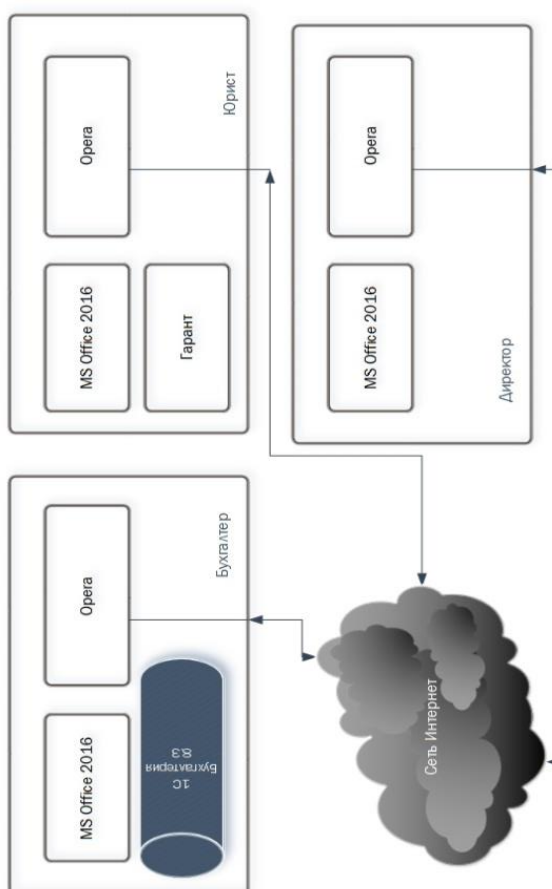 MS Office 2016
Opera
1С
Бухгалтерия
8.3
Бухгалтер
MS Office 2016
Opera
Гарант
Юрист
Сеть Интернет
MS Office 2016
Opera
Директор